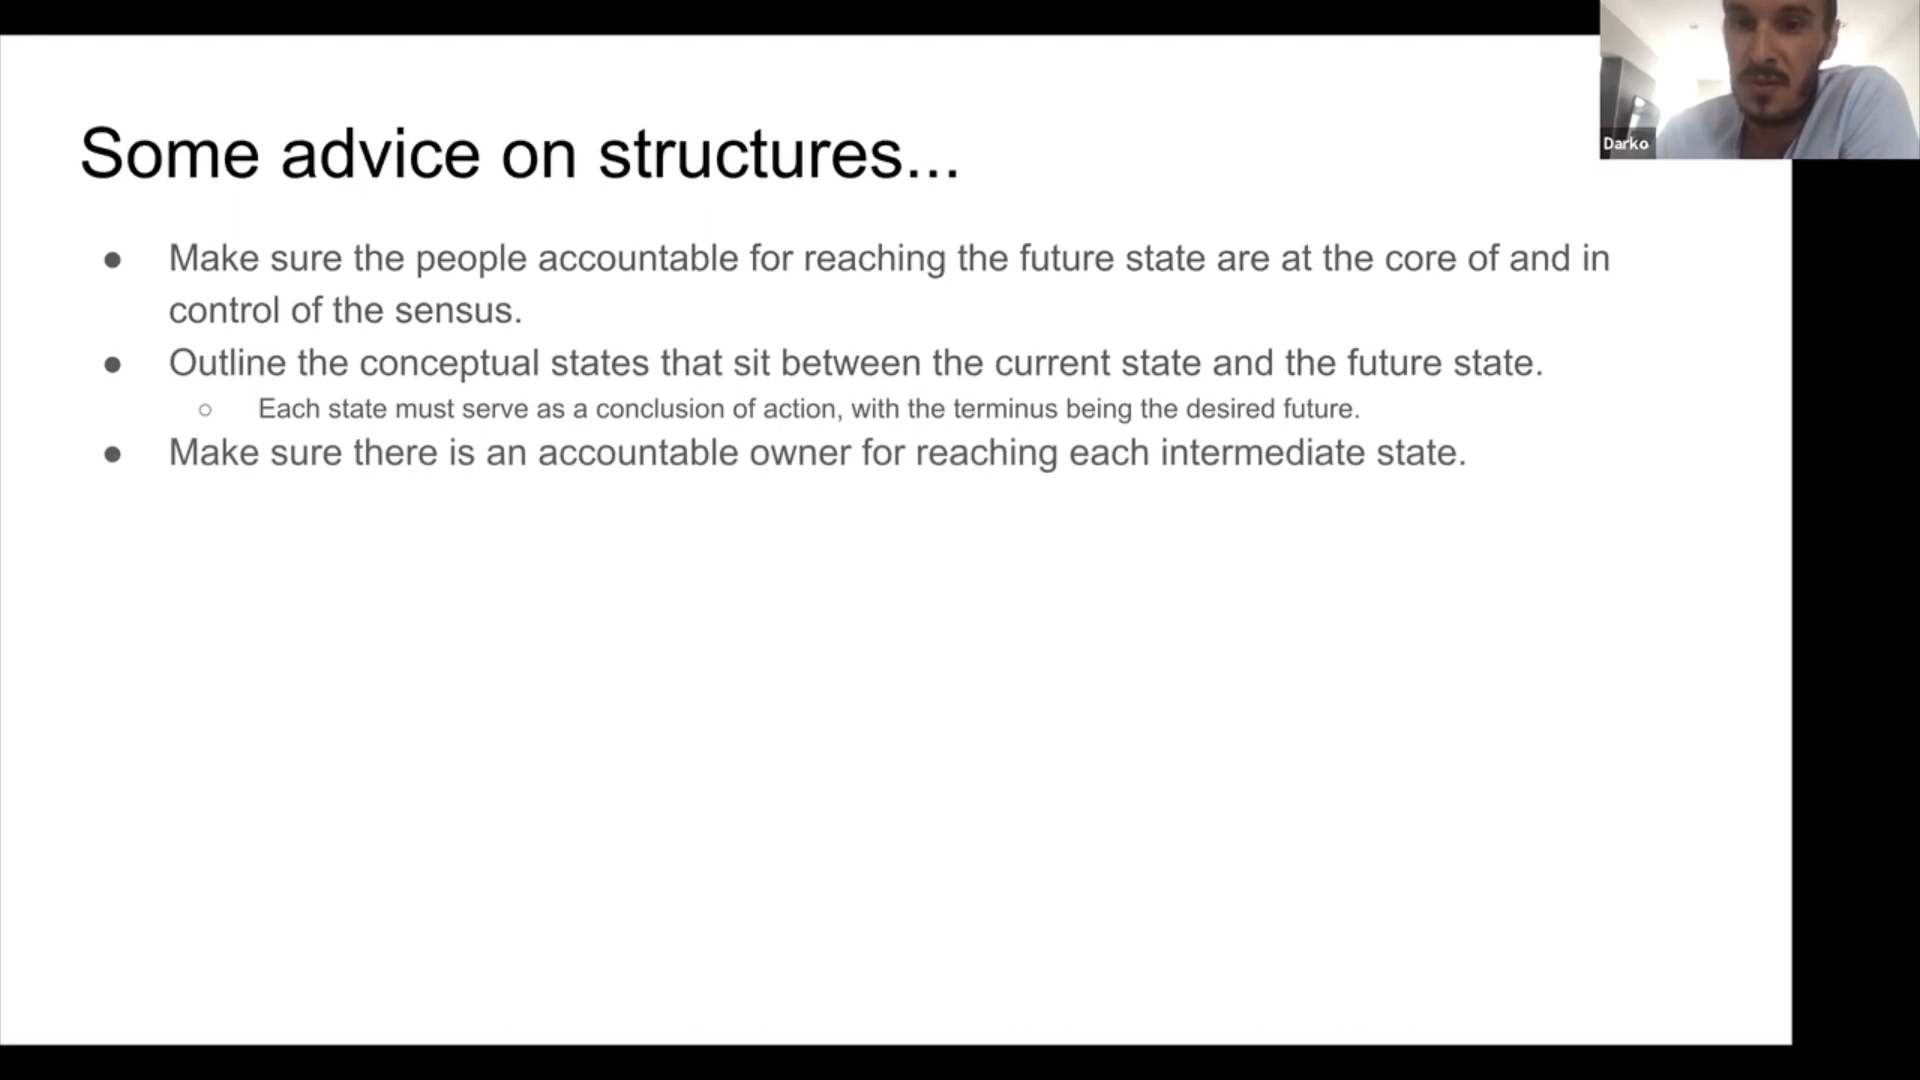 Some advice on structures...
● Make sure the people accountable for reaching the future state are at the core of and in
control of the sensus.
● Outline the conceptual states that sit between the current state and the future state.
○ Each state must serve as a conclusion of action, with the terminus being the desired future.
● Make sure there is an accountable owner for reaching each intermediate state.
Darko